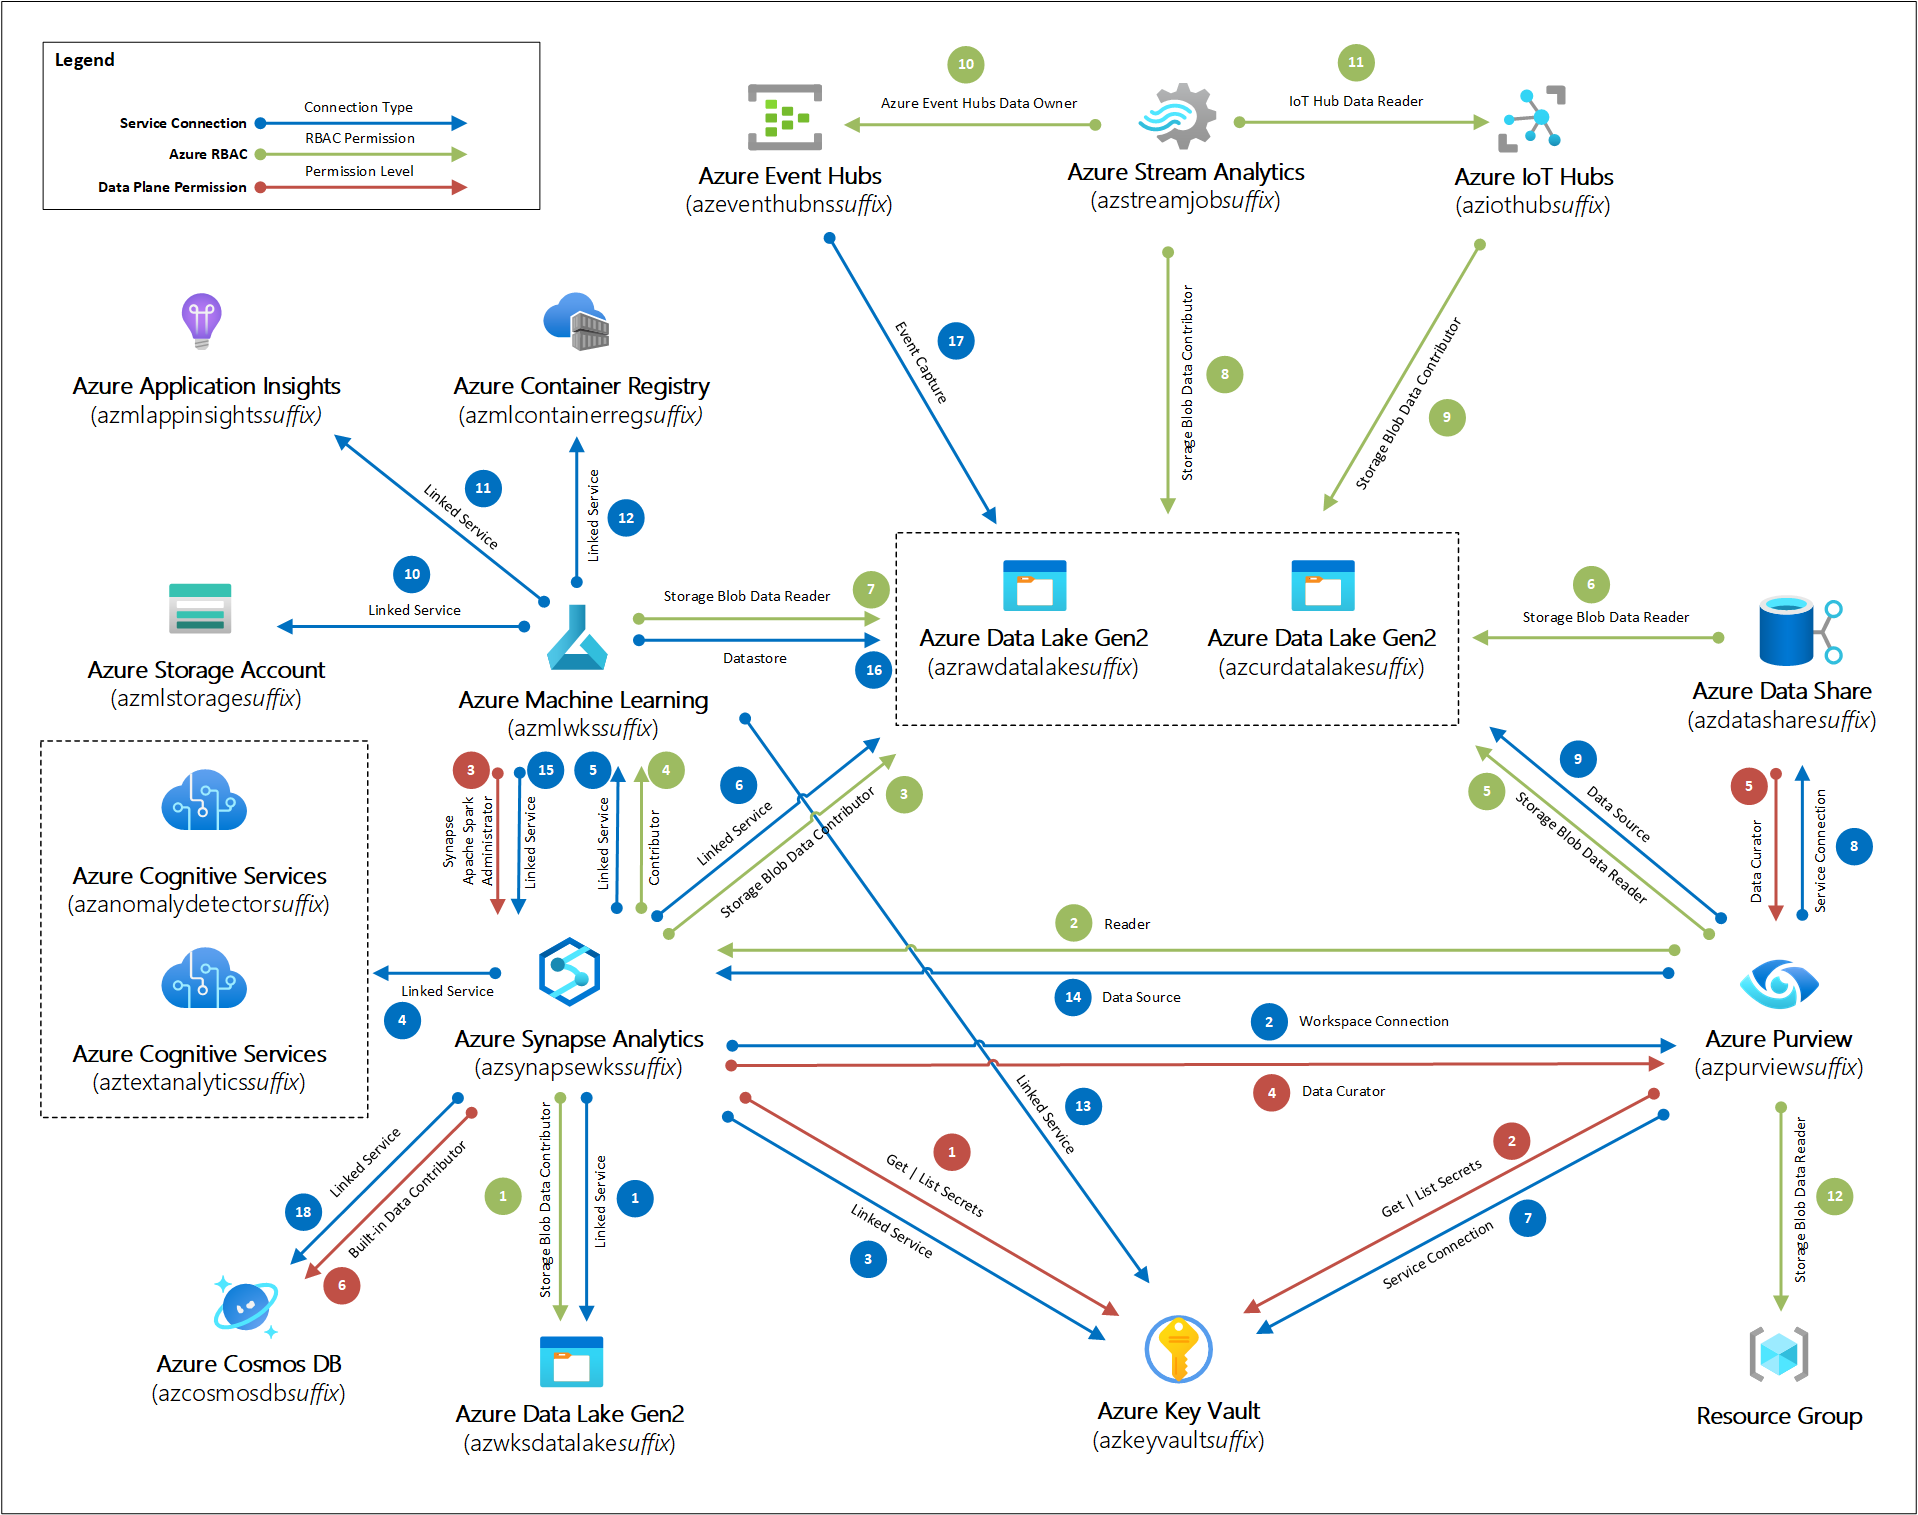 Legend
Connection Type
Service Connection
RBAC Permission
Azure RBAC
Permission Level
Data Plane Permission
10
Azure Event Hubs Data Owner
11
IoT Hub Data Reader
Azure Event Hubs
(azeventhubnssuffix)
Azure Stream Analytics
(azstreamjobsuffix)
Azure IoT Hubs
(aziothubsuffix)
Event Capture
17
Storage Blob Data Contributor
8
Storage Blob Data Contributor
9
Azure Application Insights
(azmlappinsightssuffix)
Azure Container Registry
(azmlcontainerregsuffix)
Linked Service
11
Linked Service
12
10
Linked Service
Azure Storage Account
(azmlstoragesuffix)
Azure Machine Learning
(azmlwkssuffix)
Storage Blob Data Reader
7
Datastore
16
Azure Data Lake Gen2
(azrawdatalakesuffix)
Azure Data Lake Gen2
(azcurdatalakesuffix)
6
Storage Blob Data Reader
Azure Data Share
(azdatasharesuffix)
3
Synapse
Apache Spark
Administrator
15
Linked Service
5
Linked Service
4
Contributor
6
Linked Service
3
Storage Blob Data Contributor
9
Data Source
5
Storage Blob Data Reader
5
Data Curator
8
Service Connection
Azure Cognitive Services
(azanomalydetectorsuffix)
Azure Cognitive Services
(aztextanalyticssuffix)
Linked Service
4
2
Reader
14
Data Source
2
Workspace Connection
4
Data Curator
Azure Synapse Analytics
(azsynapsewkssuffix)
Azure Purview
(azpurviewsuffix)
Linked Service
13
Linked Service
18
Built-in Data Contributor
6
Storage Blob Data Contributor
1
Linked Service
1
1
Get | List Secrets
Linked Service
3
2
Get | List Secrets
7
Service Connection
Storage Blob Data Reader
12
Azure Cosmos DB
(azcosmosdbsuffix)
Azure Data Lake Gen2
(azwksdatalakesuffix)
Azure Key Vault
(azkeyvaultsuffix)
Resource Group